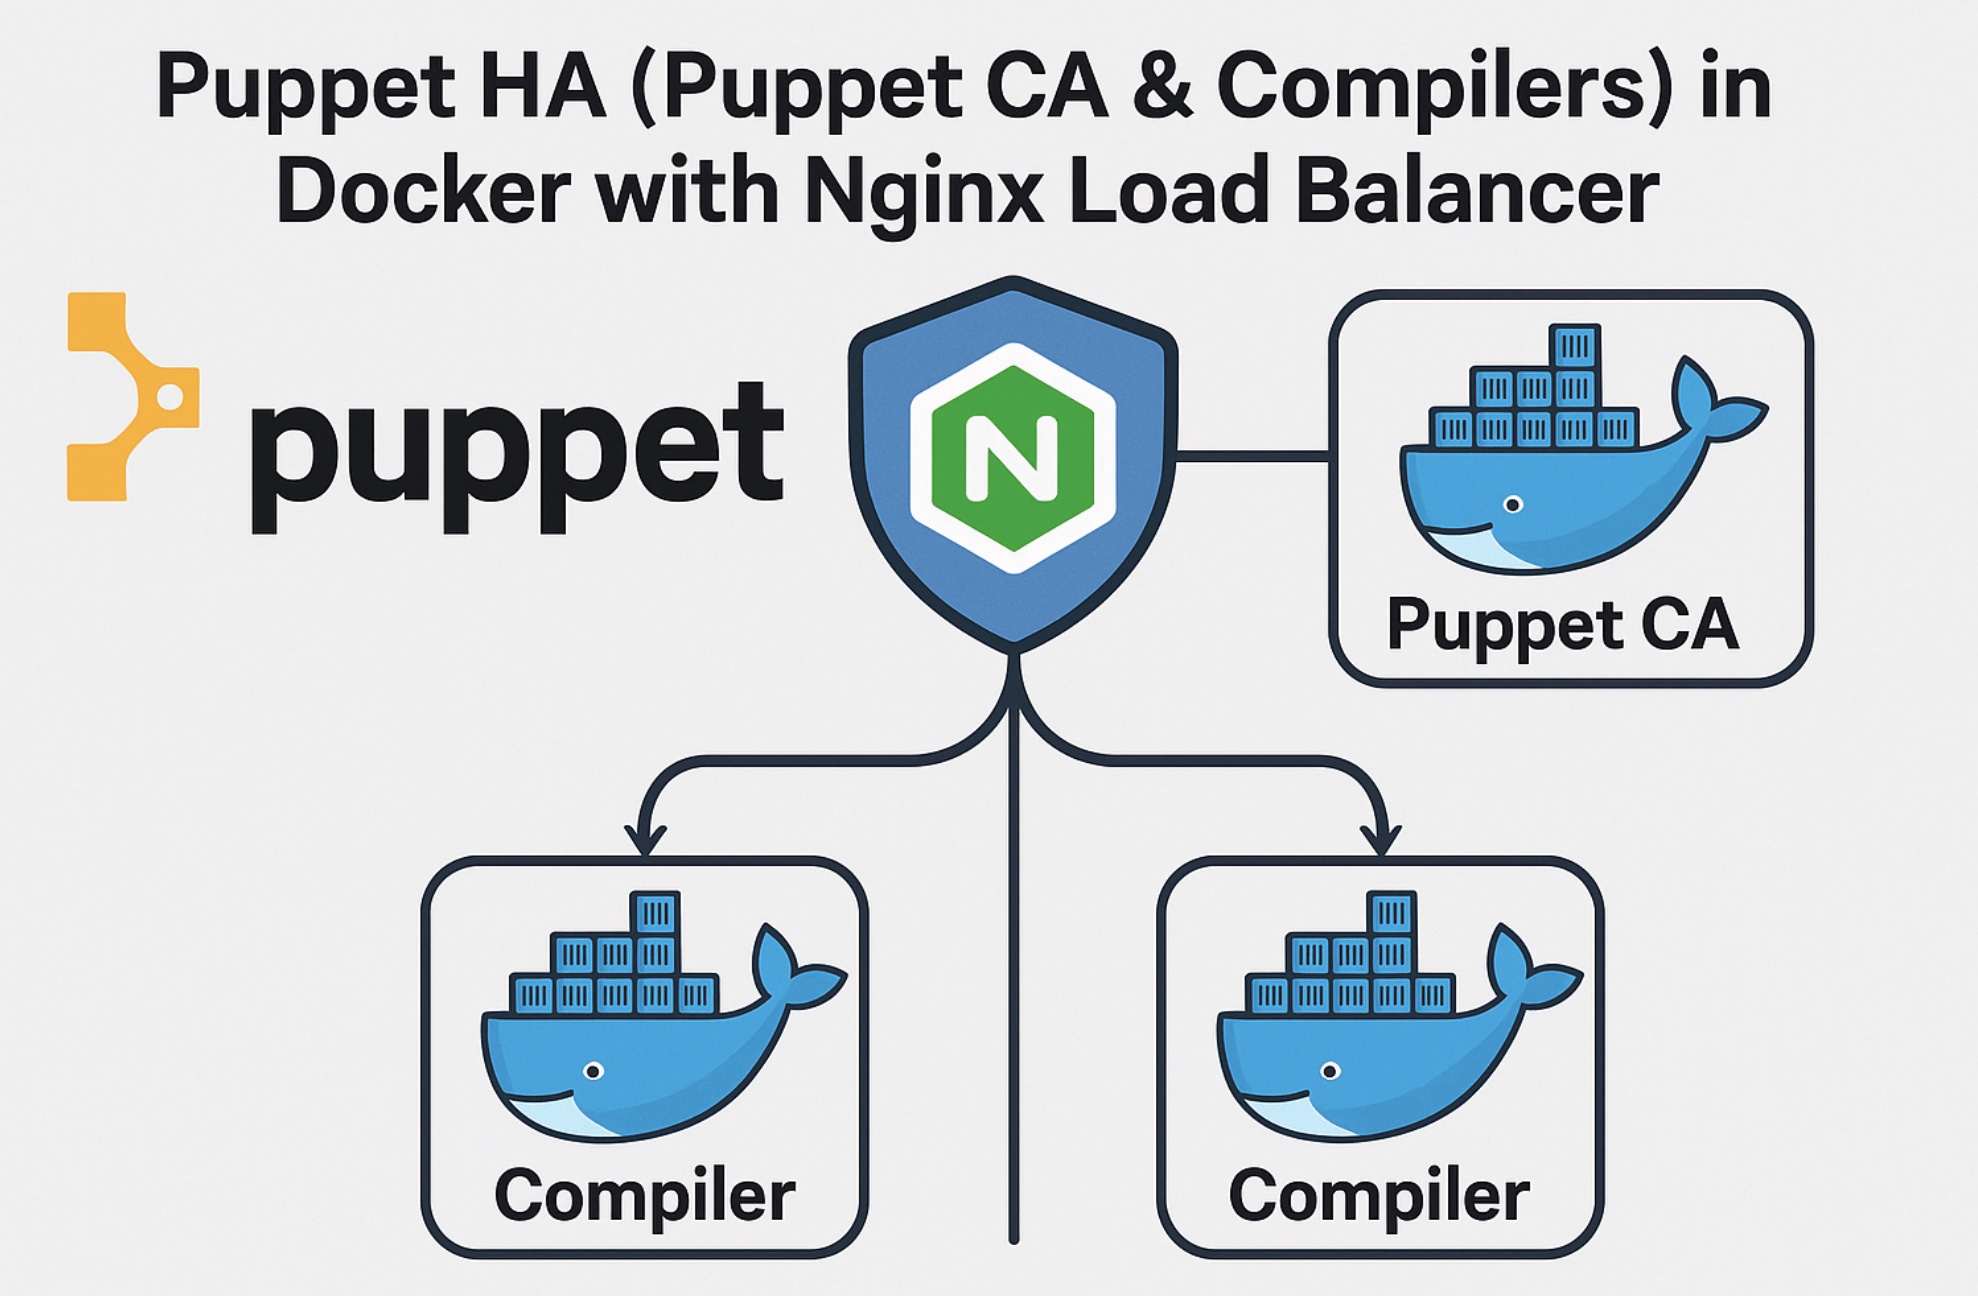 Puppet HA (Puppet CA & Compilers) in
Docker with Nginx Load Balancer
puppet
N
Puppet CA
Compiler
Compiler